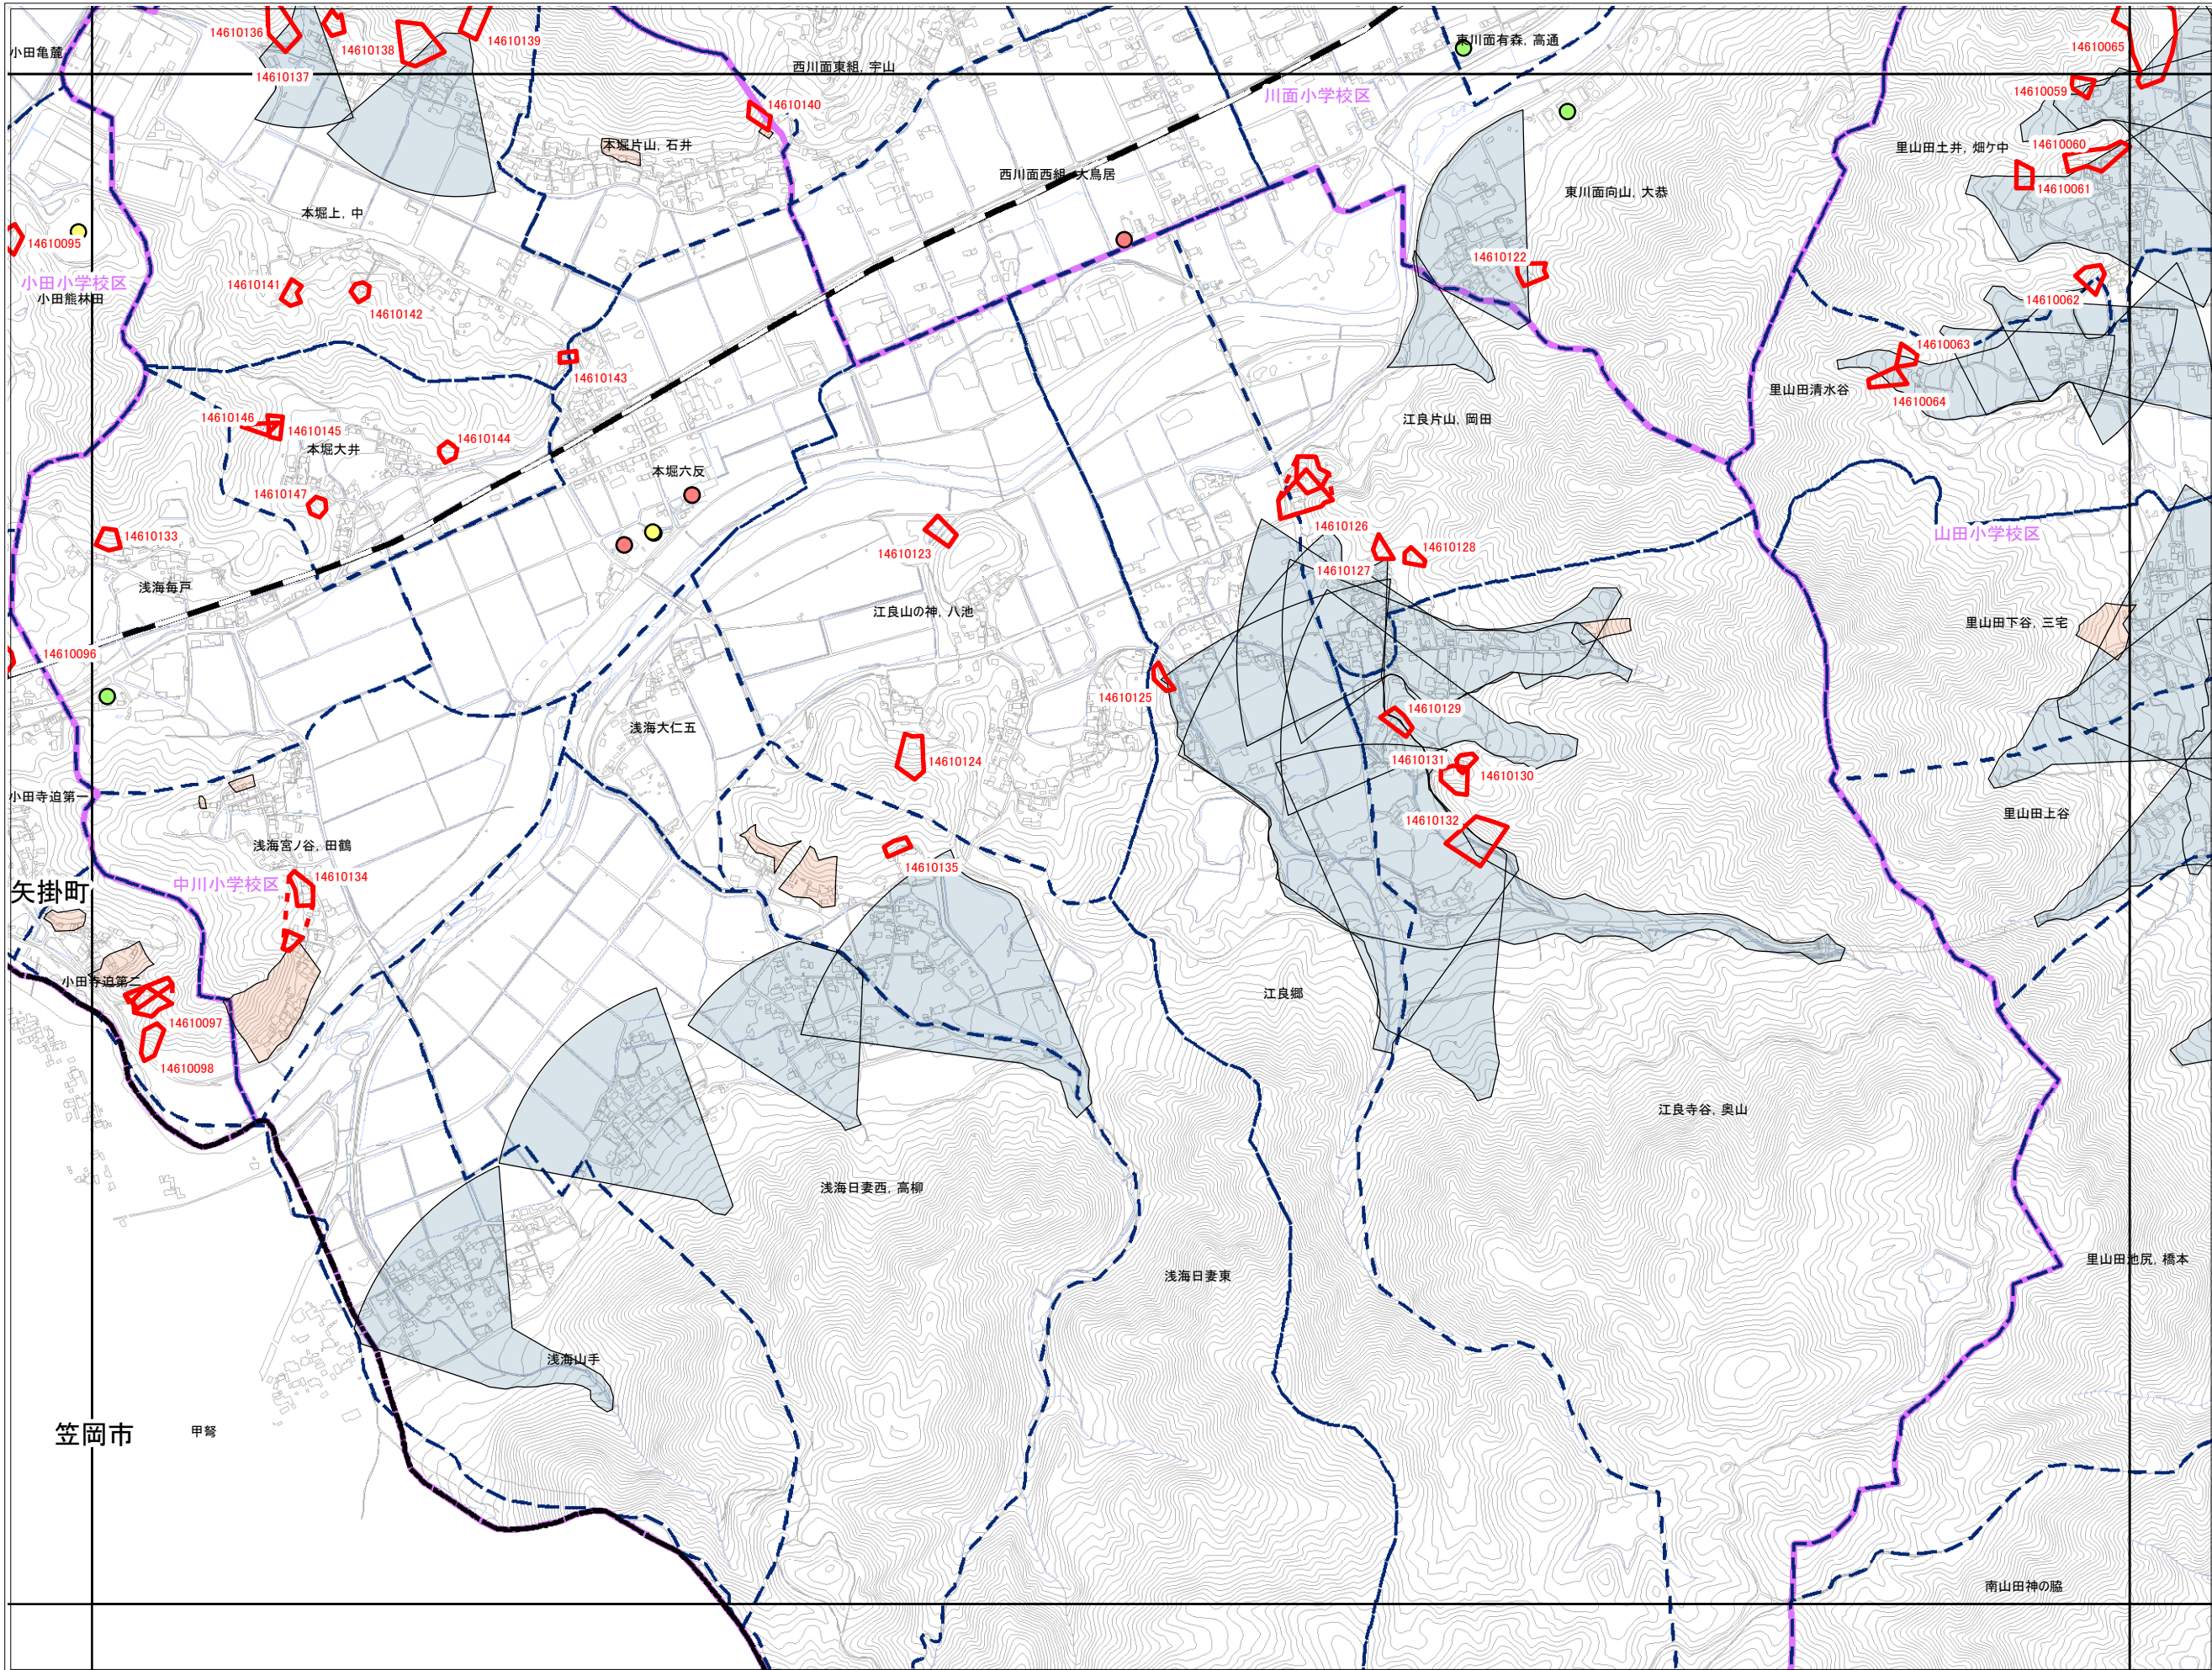 14610136
14610138
14610139
東川面有森, 高通
14610065
小田亀麓
14610137
西川面東組, 宇山
14610059
川面小学校区
14610140
本堀片山, 石井
里山田土井, 畑ケ中
14610060
西川面西組, 大鳥居
14610061
東川面向山, 大恭
本堀上, 中
14610095
14610122
小田小学校区
14610141
小田熊林田
14610062
14610142
14610063
14610143
里山田清水谷
14610064
14610146
14610145
江良片山, 岡田
14610144
本堀大井
本堀六反
14610147
14610126
山田小学校区
14610133
14610123
14610128
14610127
浅海毎戸
江良山の神, 八池
里山田下谷, 三宅
14610096
14610125
14610129
浅海大仁五
14610124
14610131
14610130
小田寺迫第一
14610132
里山田上谷
浅海宮ノ谷, 田鶴
14610135
14610134
中川小学校区
矢掛町
小田寺迫第二
江良郷
14610097
14610098
江良寺谷, 奥山
浅海日妻西, 高柳
里山田池尻, 橋本
浅海日妻東
浅海山手
笠岡市
甲弩
南山田神の脇